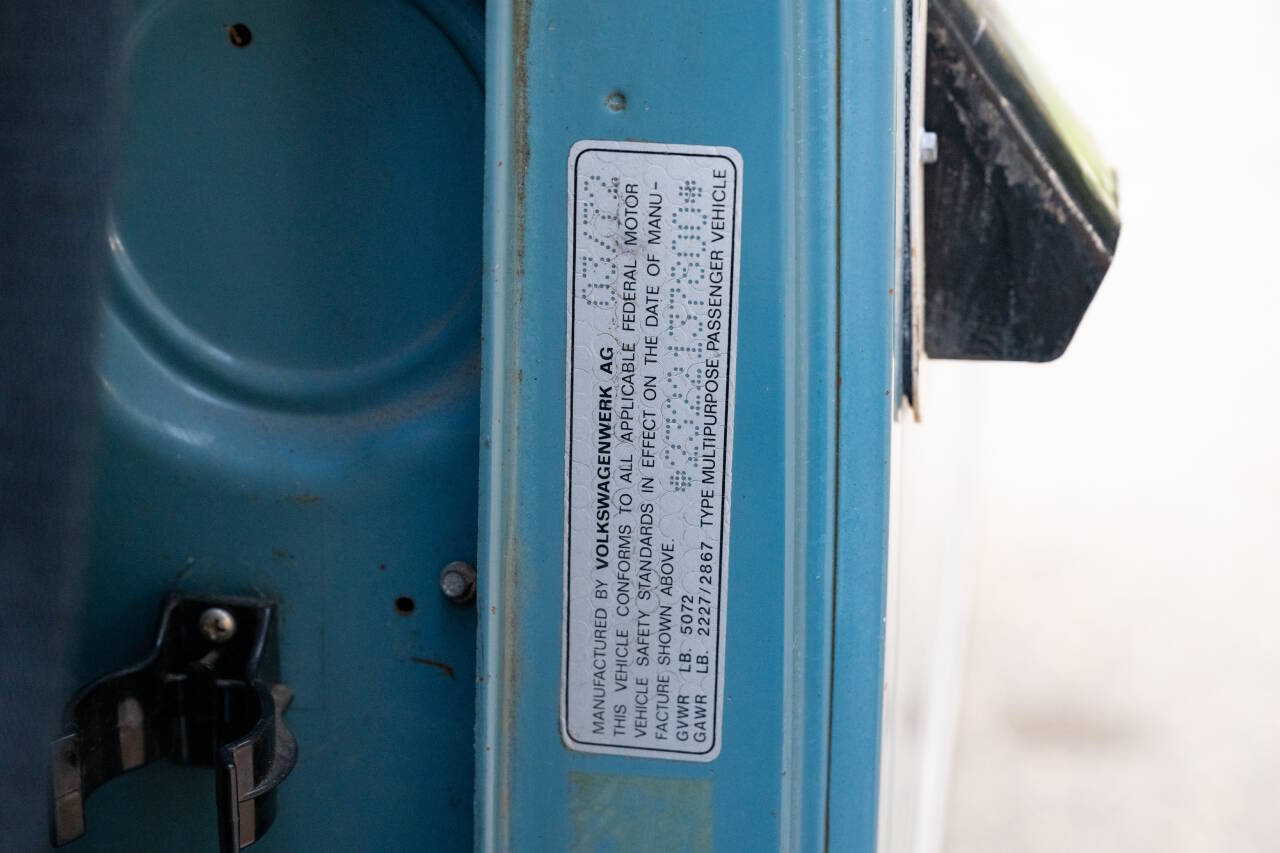 MANUFACTURED BY VOLKSWAGENWERK AG
THIS VEHICLE CONFORMS TO ALL APPLICABLE FEDERAL MOTOR
VEHICLE SAFETY STANDARDS IN EFFECT ON THE DATE OF MANU-
FACTURE SHOWN ABOVE.
GVWR LB. 5072
GAWR LB. 2227/2867 TYPE MULTIPURPOSE PASSENGER VEHICLE